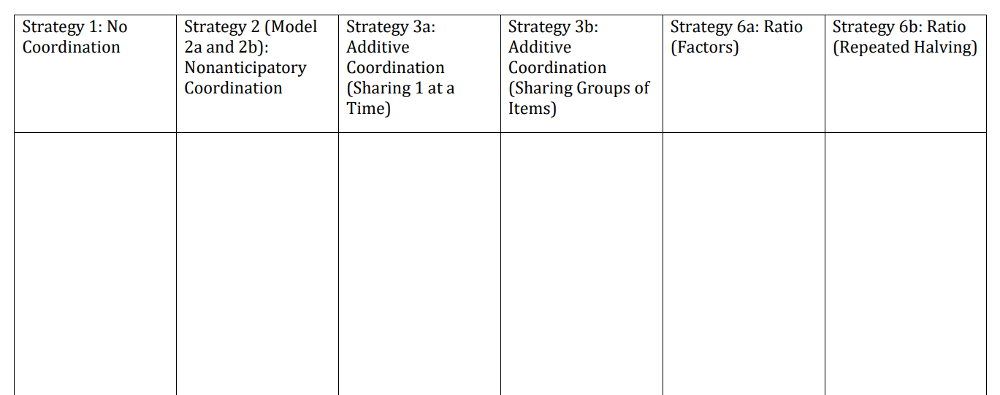 Strategy 1: No
Coordination
Strategy 2 (Model
2a and 2b):
Nonanticipatory
Coordination
Strategy 3a:
Additive
Coordination
(Sharing 1 at a
Time)
Strategy 3b:
Additive
Coordination
(Sharing Groups of
Items)
Strategy 6a: Ratio
(Factors)
Strategy 6b: Ratio
(Repeated Halving)